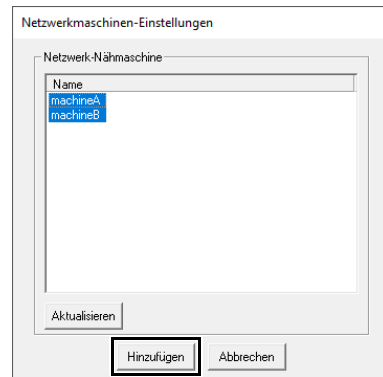 Netzwerkmaschinen-Einstellungen
Netzwerk-Nähmaschine
Name
machineA
machineB
Aktualisieren
Hinzufügen Abbrechen